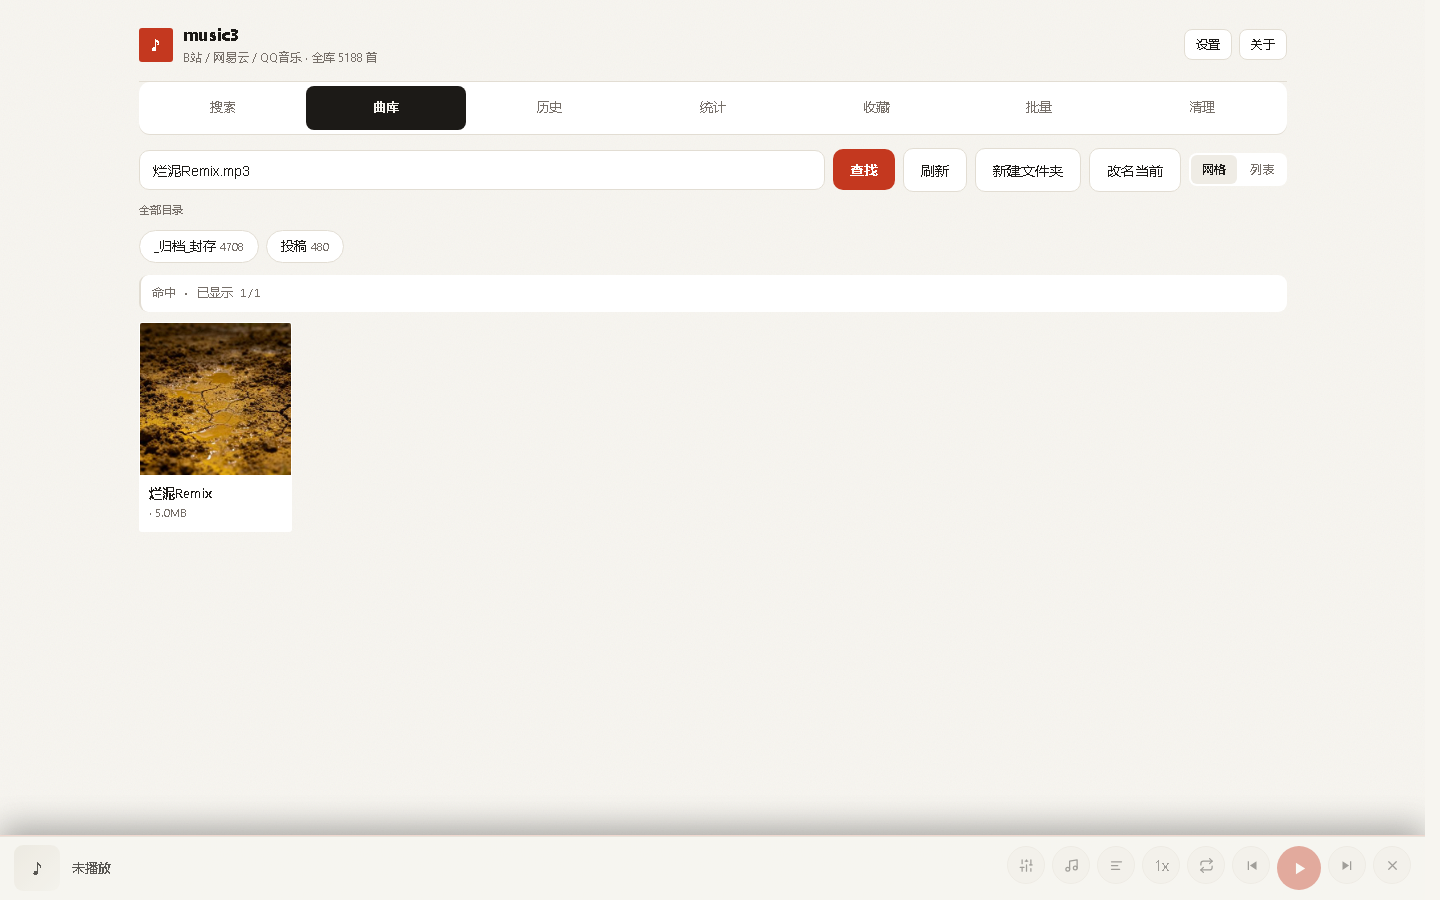 music3
B站 / 网易云 / QQ音乐 · 全库 5188 首
设置
关于
搜索
曲库
历史
统计
收藏
批量
清理
烂泥Remix.mp3
查找
刷新
新建文件夹
改名当前
网格
列表
全部目录
_归档_封存 4708
投稿 480
命中 · 已显示 1/1
烂泥Remix
· 5.0MB
未播放
1x